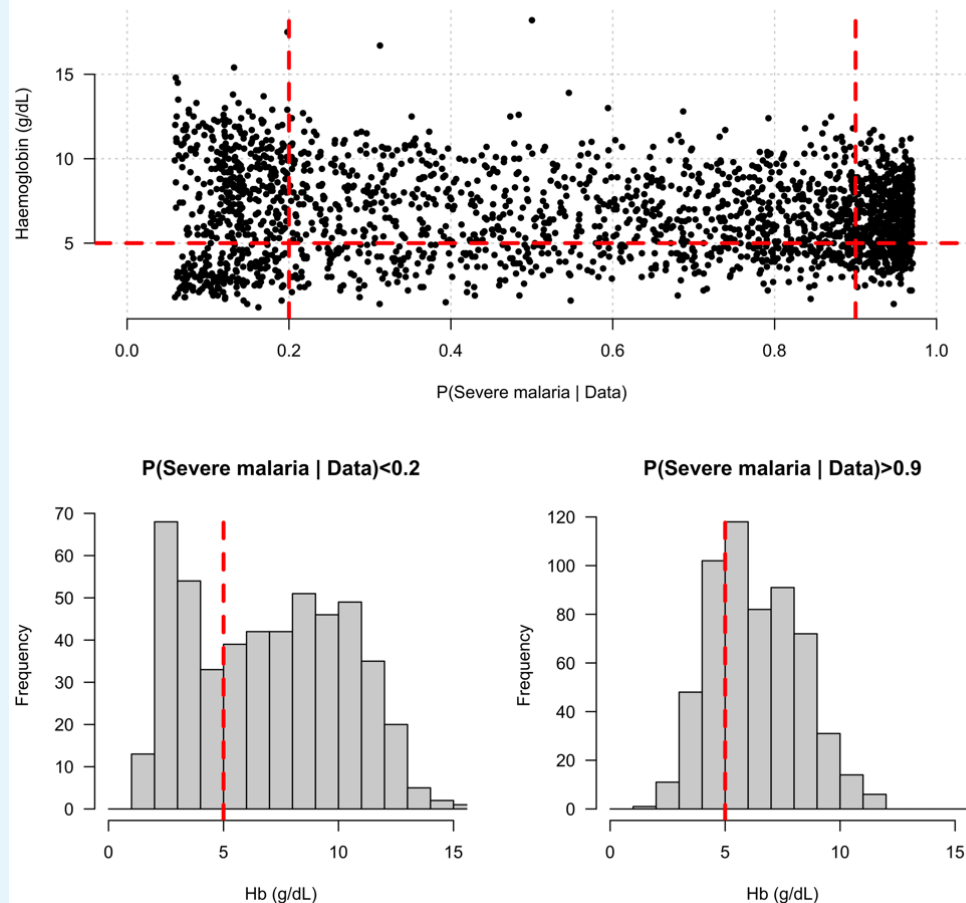 Haemoglobin (g/dL)
15
10
5
0.0 0.2 0.4 0.6 0.8 1.0
P(Severe malaria | Data)
P(Severe malaria | Data)<0.2
Frequency
70
60
50
40
30
20
10
0
0 5 10 15
Hb (g/dL)
P(Severe malaria | Data)>0.9
Frequency
120
100
80
60
40
20
0
0 5 10 15
Hb (g/dL)